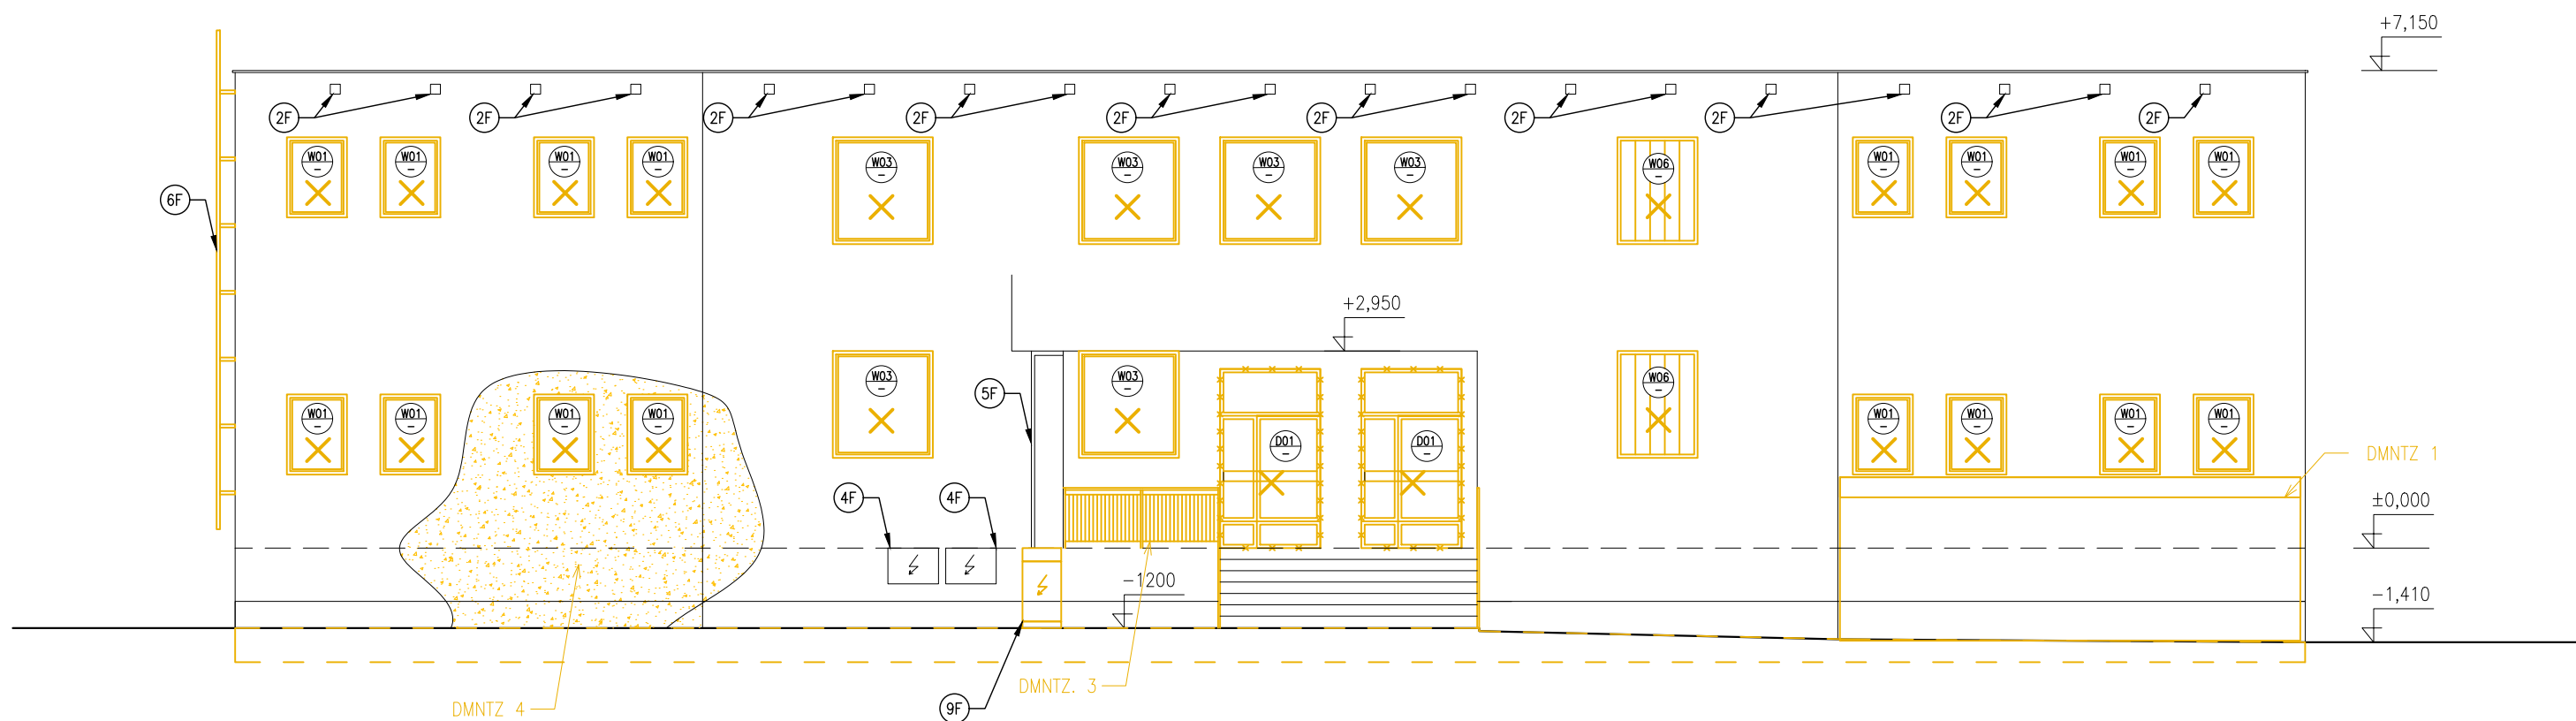 +7,150
2F 2F 2F 2F 2F 2F 2F 2F 2F 2F
W01 W01 W01 W01 W03 W03 W03 W03 W06 W01 W01 W01 W01
6F
+2,950
W03 W03 W06
5F
W01 W01 W01 W01 D01 D01 W01 W01 W01 W01
DMNTZ 1
4F 4F
±0,000
-1200
-1,410
DMNTZ. 3
DMNTZ 4
9F